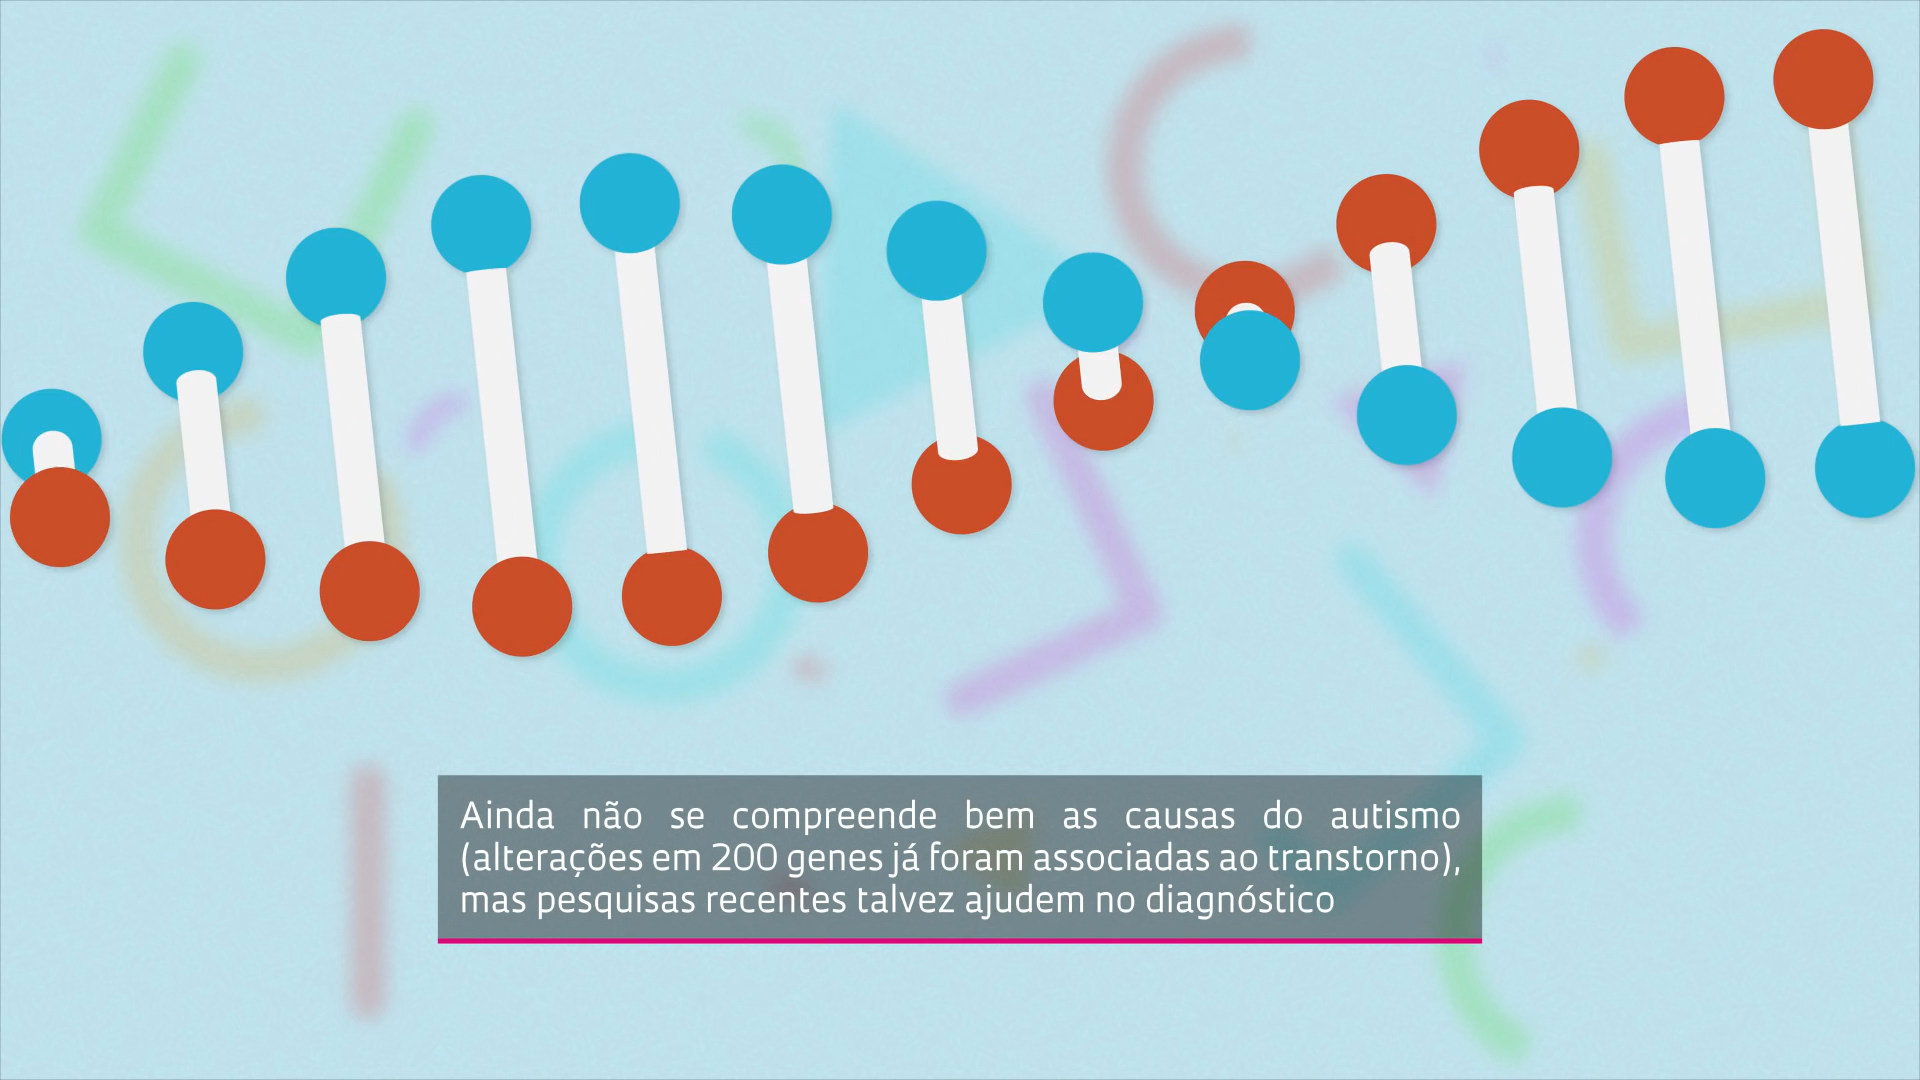 Ainda não se compreende bem as causas do autismo
(alterações em 200 genes já foram associadas ao transtorno),
mas pesquisas recentes talvez ajudem no diagnóstico